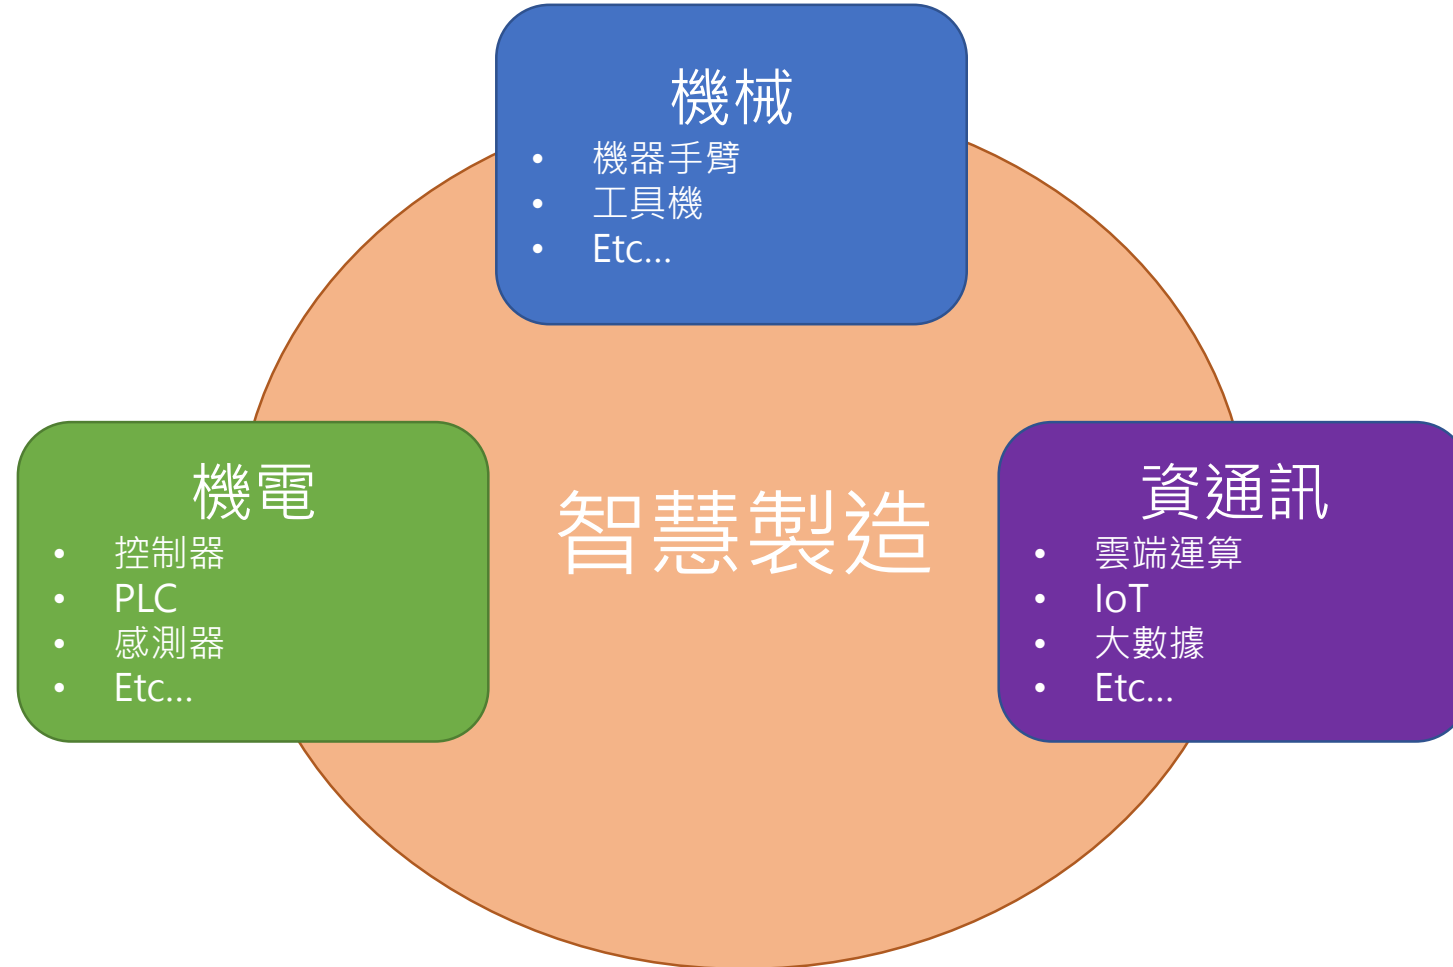 機械
• 機器手臂
• 工具機
• Etc...
機電
• 控制器
• PLC
• 感測器
• Etc...
智慧製造
資通訊
• 雲端運算
• IoT
• 大數據
• Etc...